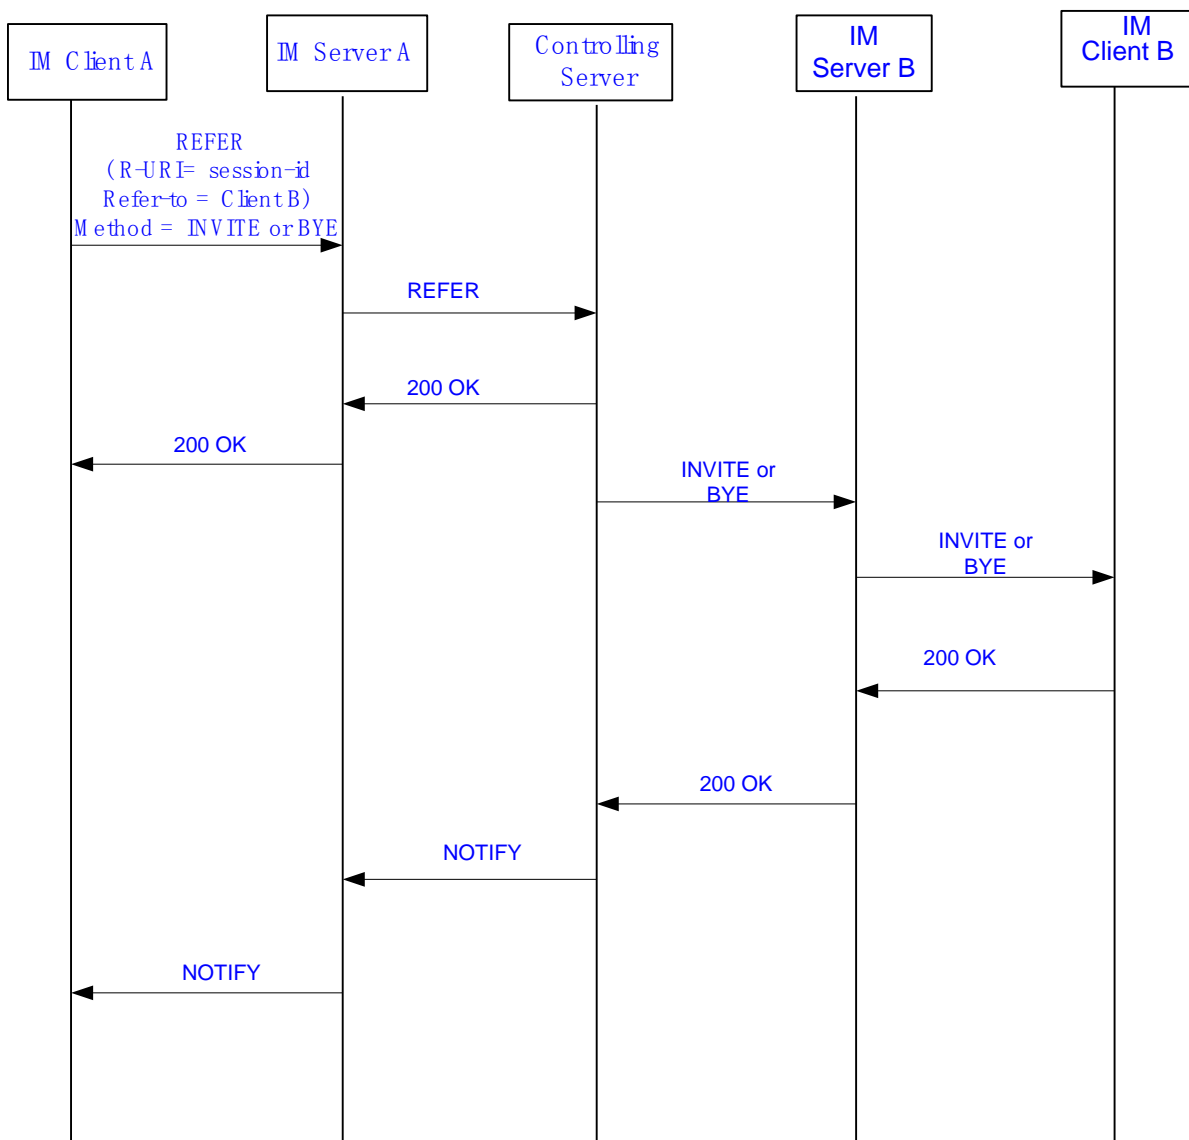 IM Client A
IM Server A
Controlling
Server
IM
Server B
IM
Client B
REFER
(R-URI= session-id
Refer-to = Client B)
Method = INVITE or BYE
REFER
200 OK
200 OK
INVITE or
BYE
INVITE or
BYE
200 OK
200 OK
NOTIFY
NOTIFY